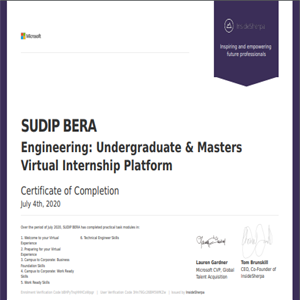 Microsoft
InsideSherpa
Inspiring and empowering
future professionals
SUDIP BERA
Engineering: Undergraduate & Masters
Virtual Internship Platform
Certificate of Completion
July 4th, 2020
Over the period of July 2020, SUDIP BERA has completed practical task modules in:
1. Welcome to your Virtual
Experience
2. Preparing for your Virtual
Experience
3. Campus to Corporate: Business
Foundation Skills
4. Campus to Corporate: Work Ready
Skills
5. Work Ready Skills
6. Technical Engineer Skills
Lauren Gardner
Microsoft CVP, Global
Talent Acquisition
Tom Brunskill
CEO, Co-Founder of
InsideSherpa